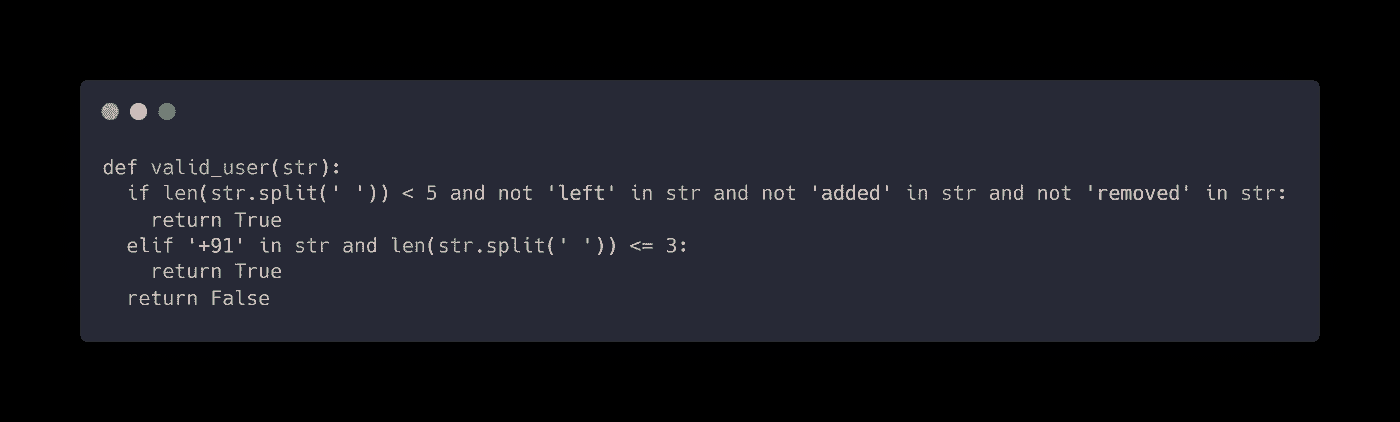 def valid_user(str):
  if len(str.split(' ')) < 5 and not 'left' in str and not 'added' in str and not 'removed' in str:
    return True
  elif '+91' in str and len(str.split(' ')) <= 3:
    return True
  return False